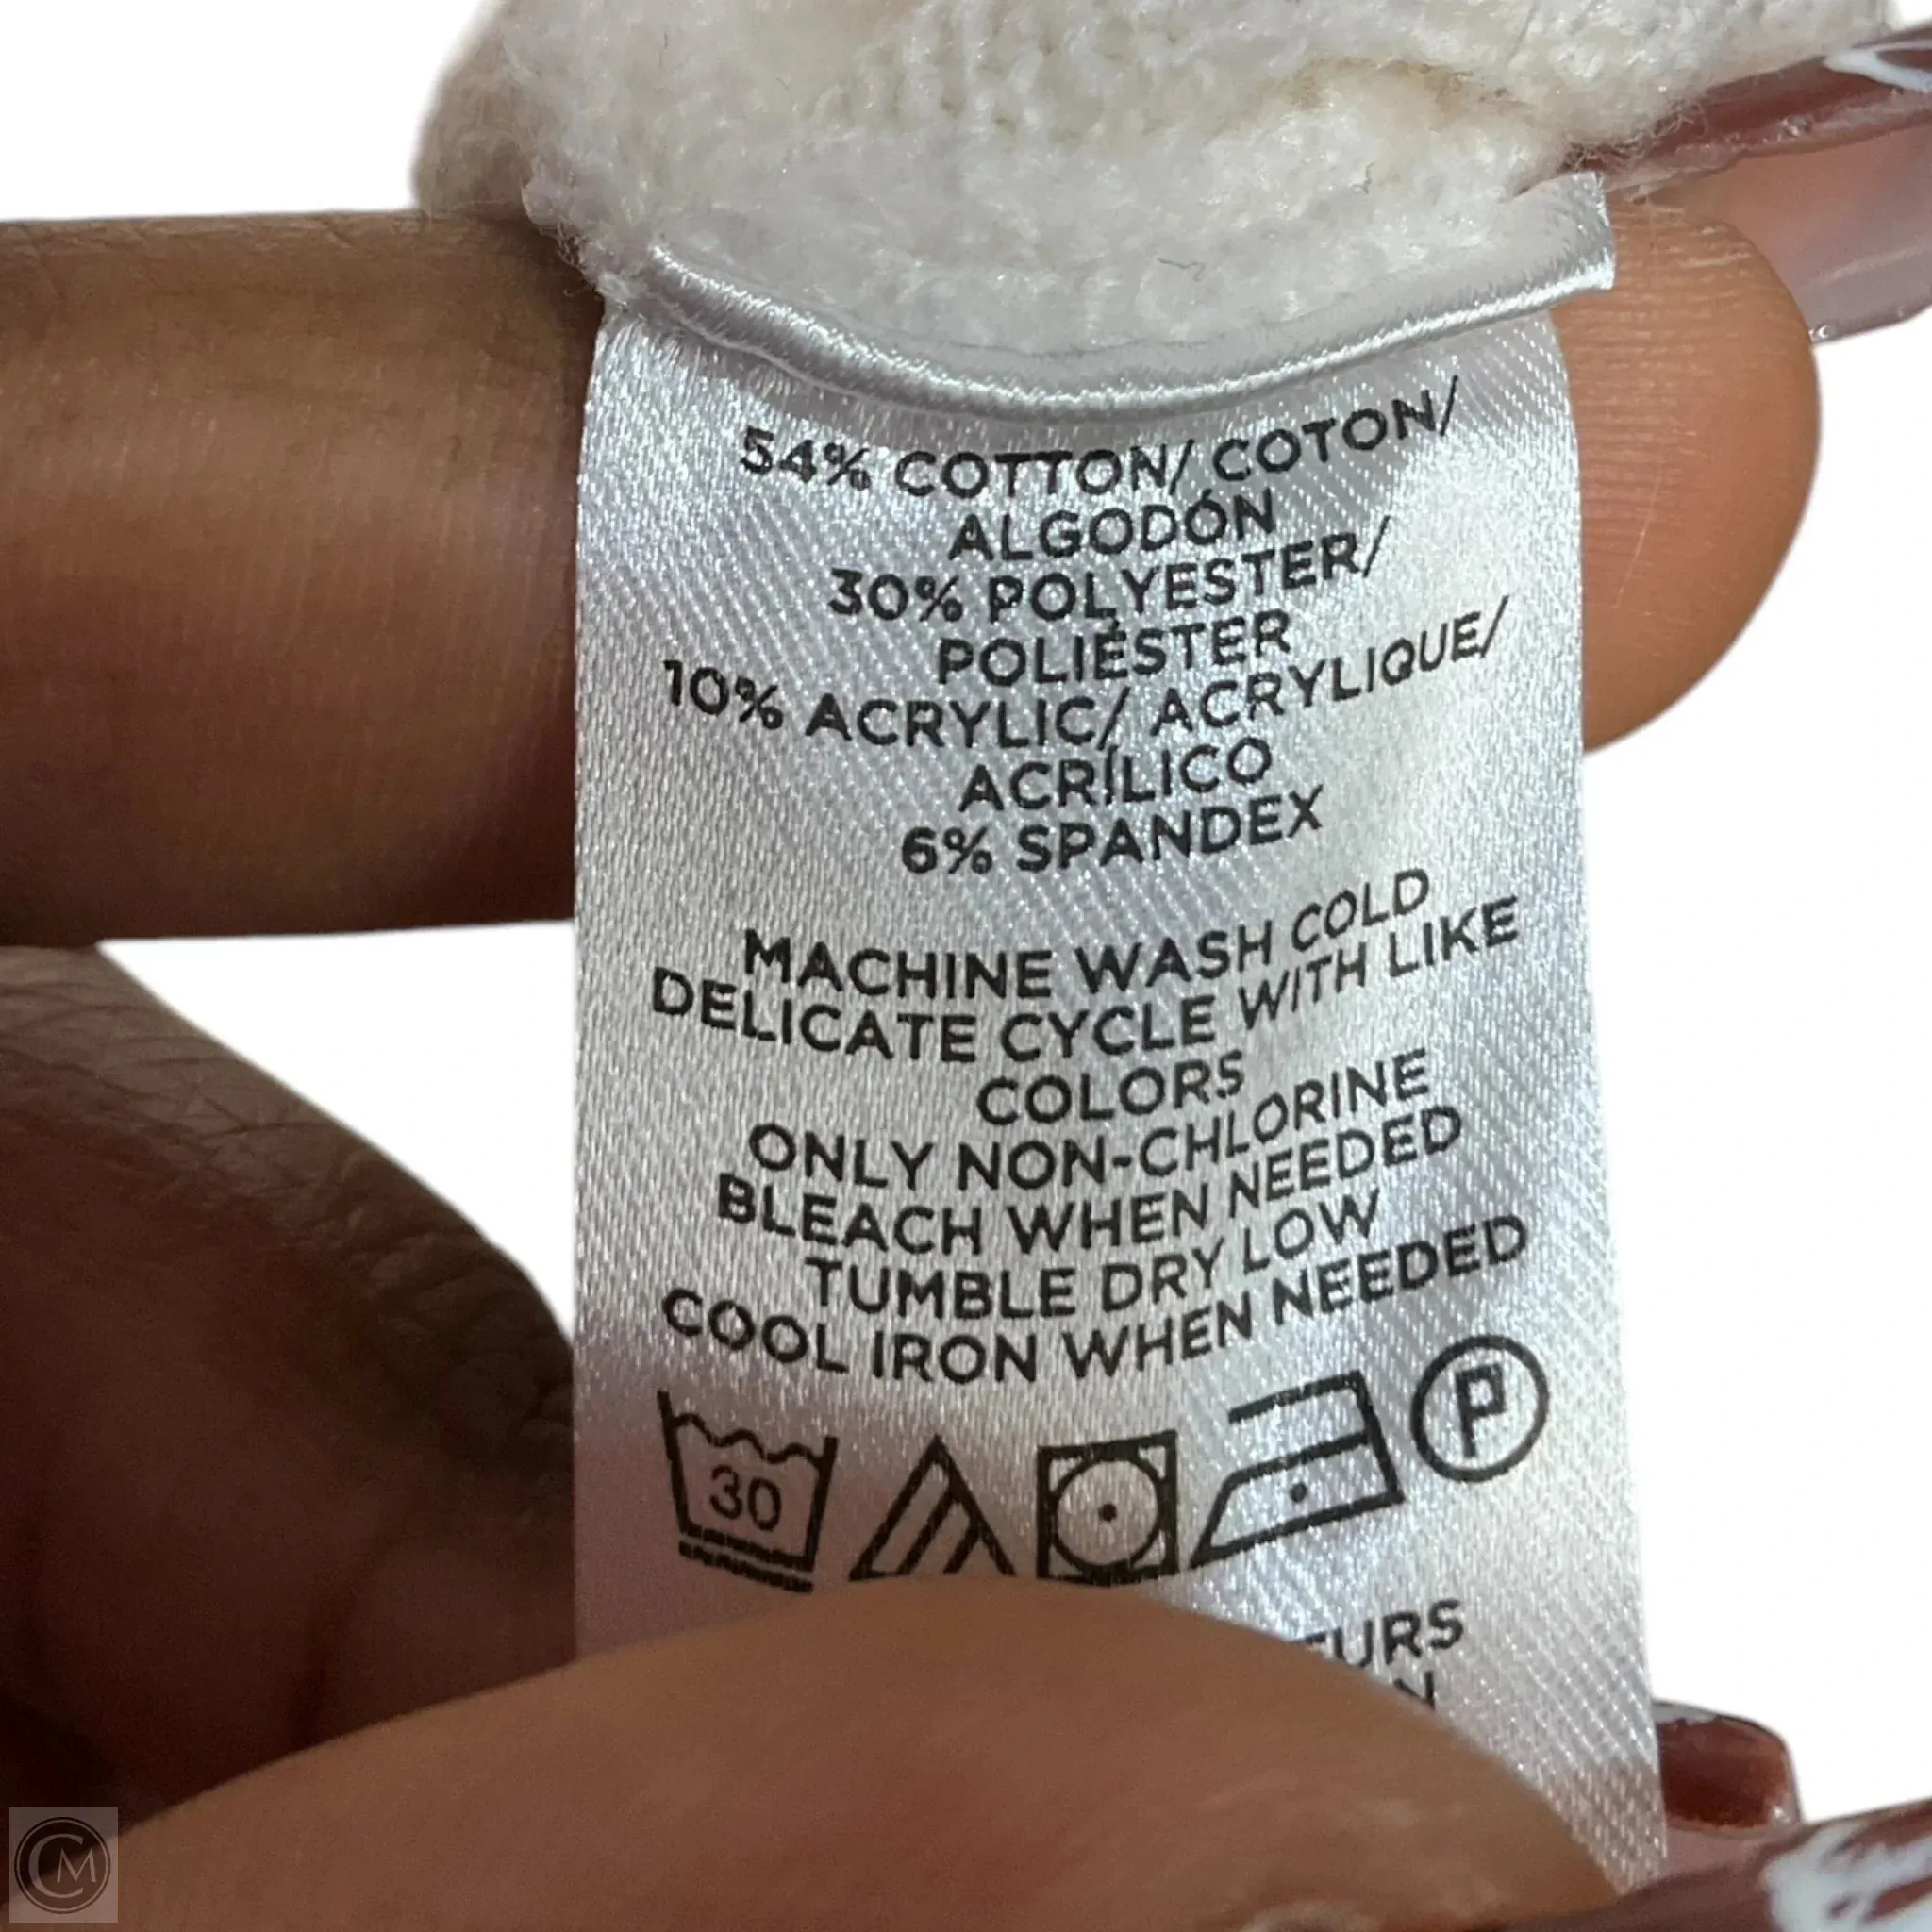 54% COTTON/ COTON/
ALGODÓN
30% POLYESTER/
POLIÉSTER
10% ACRYLIC/ ACRYLIQUE/
ACRÍLICO
6% SPANDEX
MACHINE WASH COLD
DELICATE CYCLE WITH LIKE
COLORS
ONLY NON-CHLORINE
BLEACH WHEN NEEDED
TUMBLE DRY LOW
COOL IRON WHEN NEEDED
30
P
CM